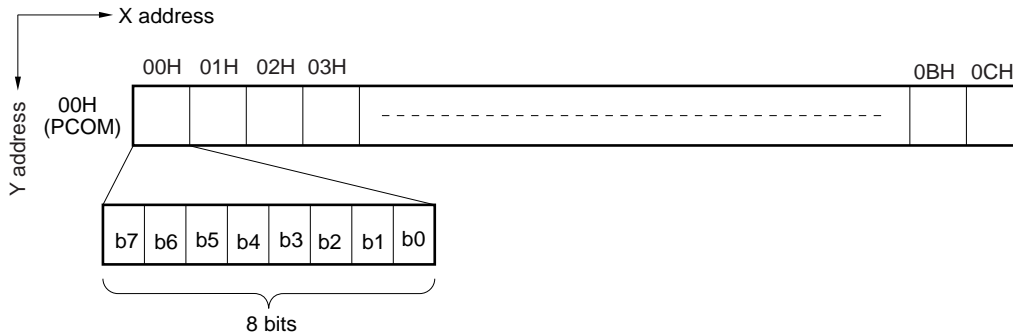 X address
Y address
00H 01H 02H 03H 0BH 0CH
00H
(PCOM)
b7 b6 b5 b4 b3 b2 b1 b0
8 bits